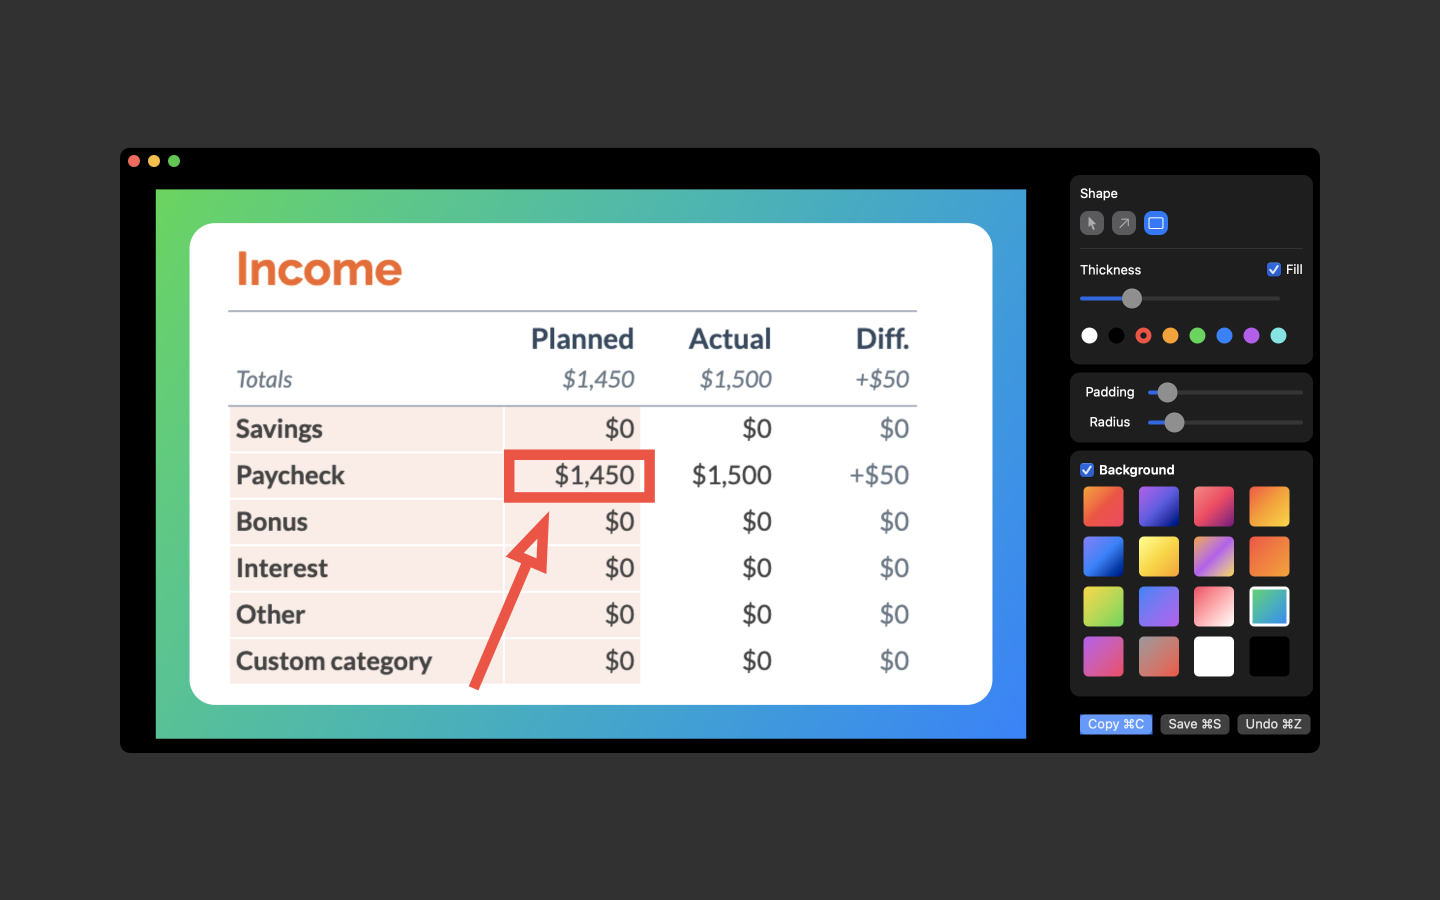 Income
Planned Actual Diff.
Totals $1,450 $1,500 +$50
Savings $0 $0 $0
Paycheck $1,450 $1,500 +$50
Bonus $0 $0 $0
Interest $0 $0 $0
Other $0 $0 $0
Custom category $0 $0 $0
Shape
Thickness Fill
Padding
Radius
Background
Copy ⌘C Save ⌘S Undo ⌘Z